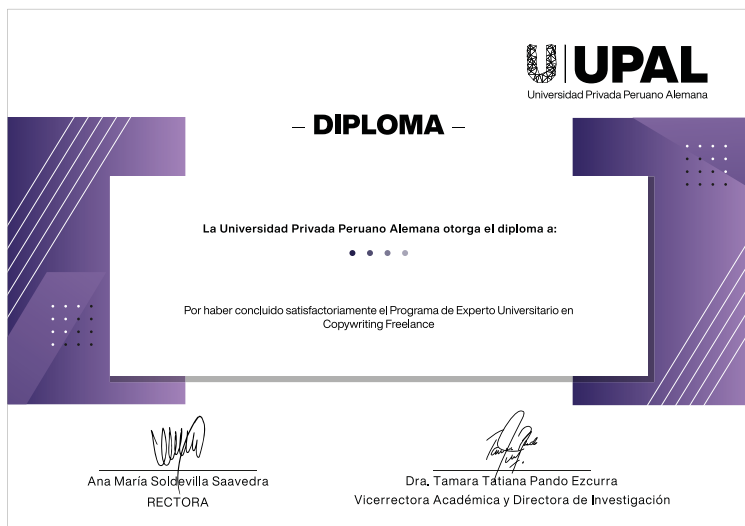 UPAL
Universidad Privada Peruano Alemana
– DIPLOMA –
La Universidad Privada Peruano Alemana otorga el diploma a:
Por haber concluido satisfactoriamente el Programa de Experto Universitario en
Copywriting Freelance
Ana María Soldevilla Saavedra
RECTORA
Dra. Tamara Tatiana Pando Ezcurra
Vicerrectora Académica y Directora de Investigación